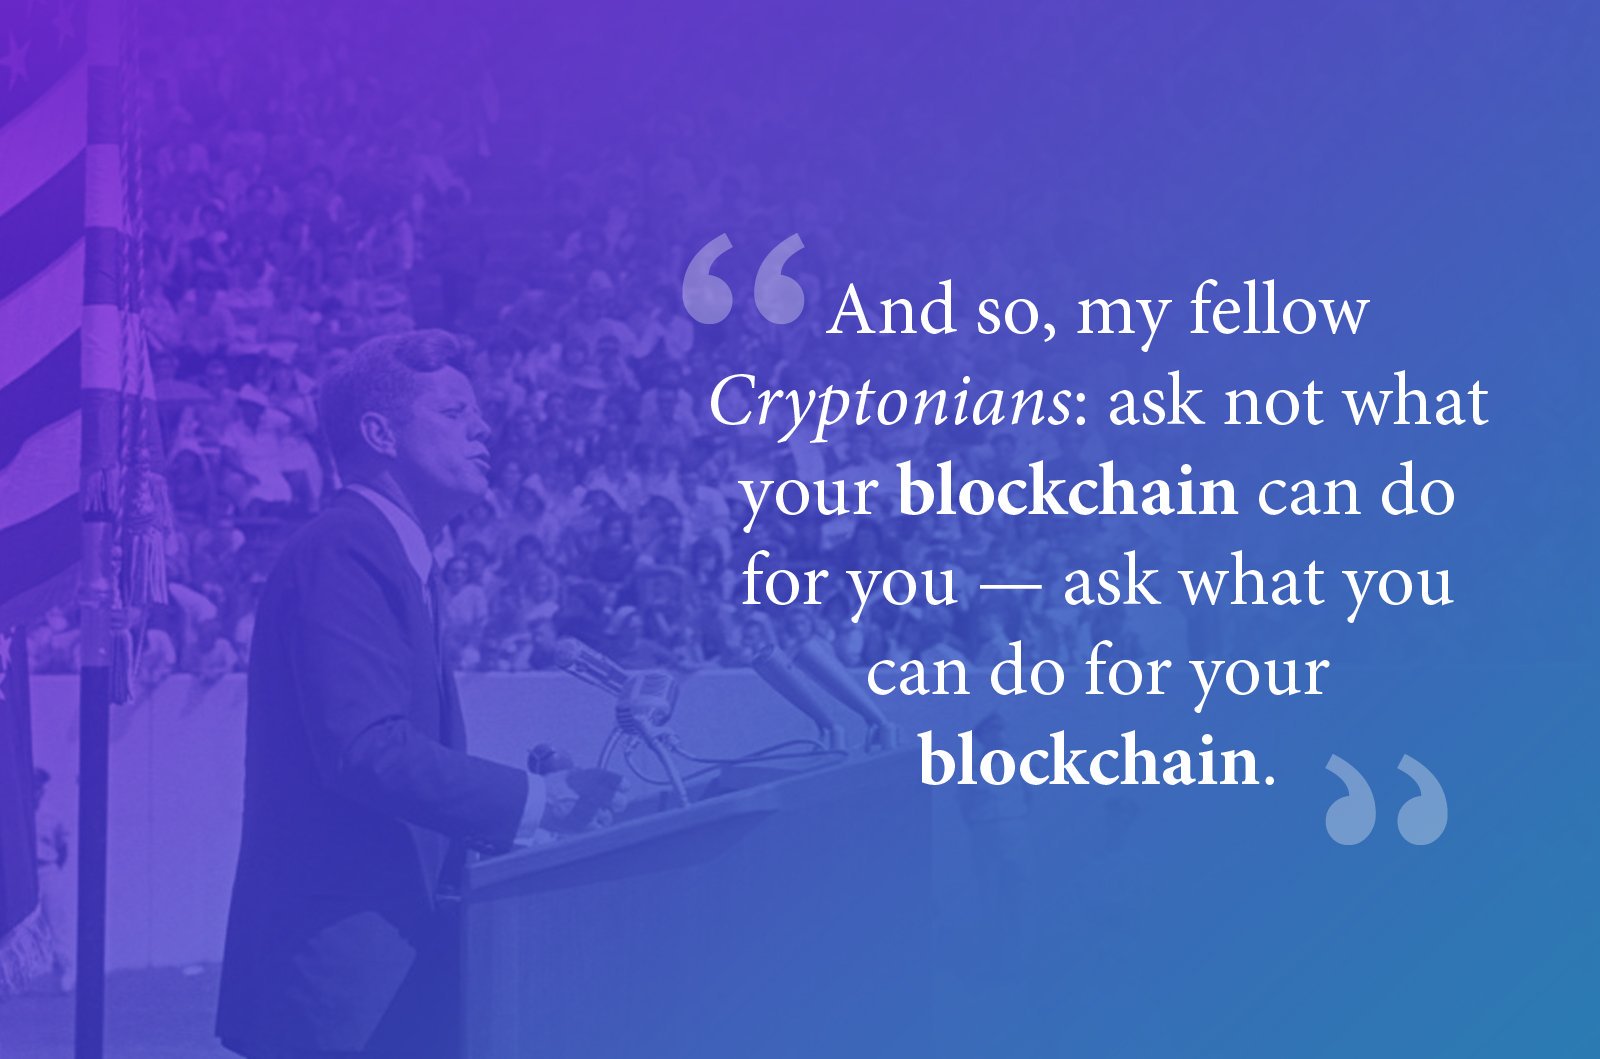 “And so, my fellow
Cryptonians: ask not what
your blockchain can do
for you — ask what you
can do for your
blockchain.”